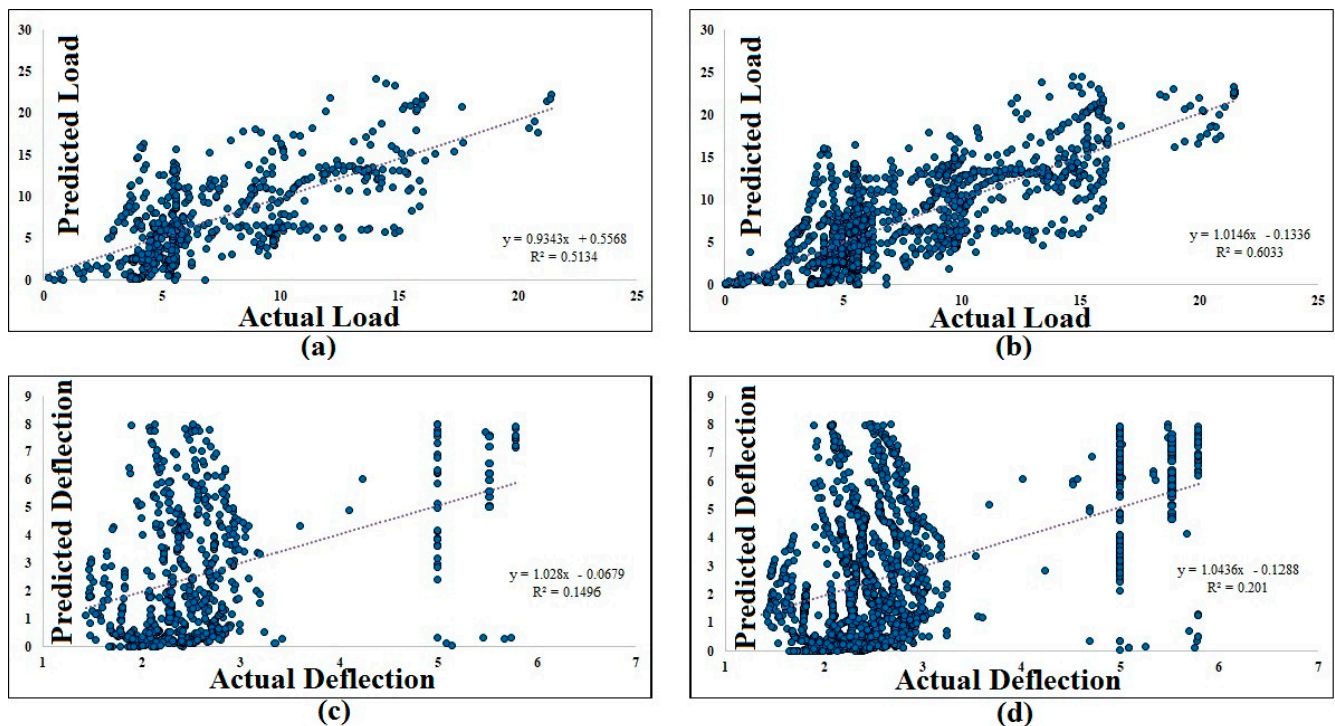 30
25
20
15
10
5
0
Predicted Load
y = 0.9343x + 0.5568
R² = 0.5134
0 5 10 15 20 25
Actual Load
(a)
30
25
20
15
10
5
0
Predicted Load
y = 1.0146x - 0.1336
R² = 0.6033
0 5 10 15 20 25
Actual Load
(b)
9
8
7
6
5
4
3
2
1
0
Predicted Deflection
y = 1.028x - 0.0679
R² = 0.1496
1 2 3 4 5 6 7
Actual Deflection
(c)
9
8
7
6
5
4
3
2
1
0
Predicted Deflection
y = 1.0436x - 0.1288
R² = 0.201
1 2 3 4 5 6 7
Actual Deflection
(d)